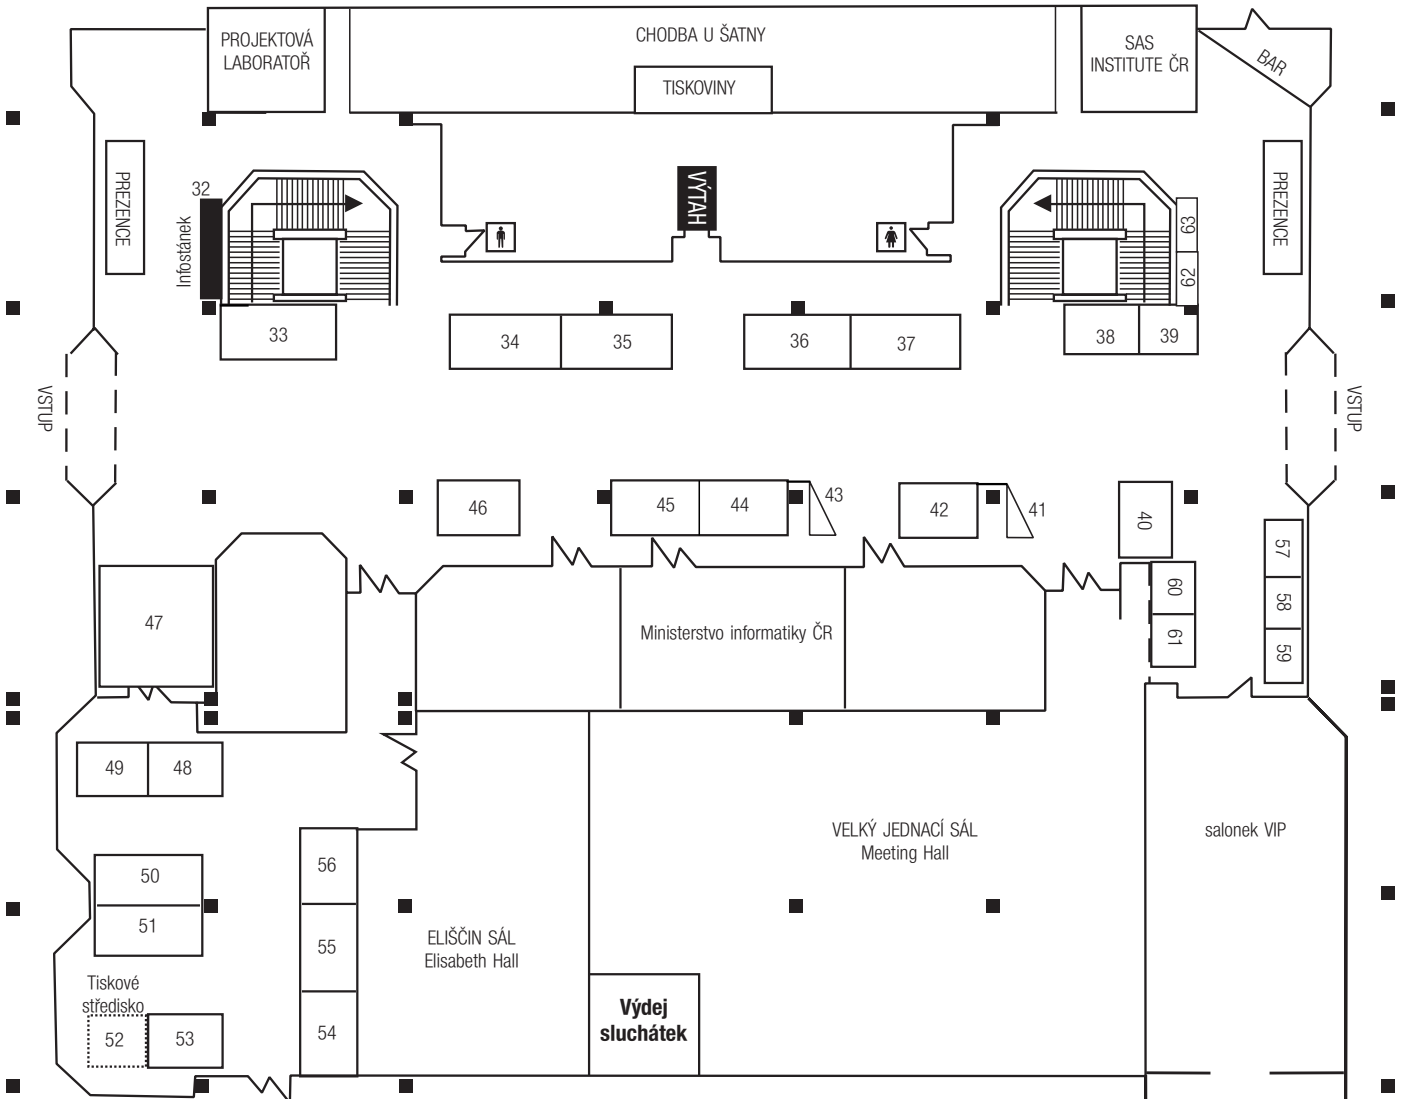 PROJEKTOVÁ
LABORATOŘ
CHODBA U ŠATNY
TISKOVINY
SAS
INSTITUTE ČR
BAR
PREZENCE
32
Infostánek
VÝTAH
63
62
PREZENCE
33
34
35
36
37
38
39
VSTUP
VSTUP
46
45
44
43
42
41
40
57
58
59
60
61
47
Ministerstvo informatiky ČR
49
48
50
51
56
55
54
VELKÝ JEDNACÍ SÁL
Meeting Hall
salonek VIP
ELIŠČIN SÁL
Elisabeth Hall
Tiskové
středisko
52
53
Výdej
sluchátek